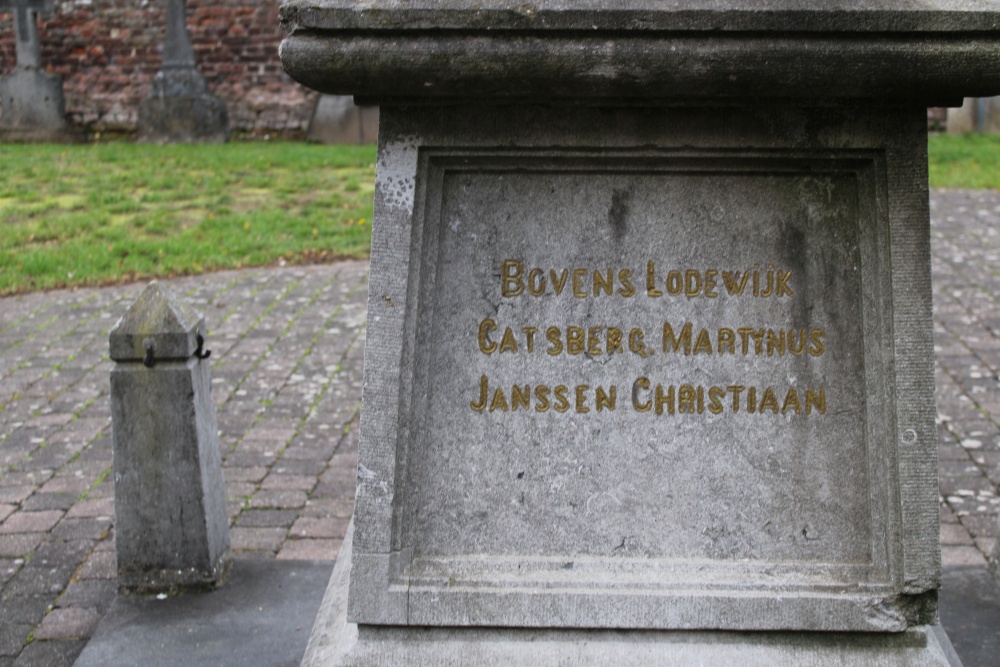 Bovens Lodewijk
Catsberg. Martynus
Janssen Christiaan